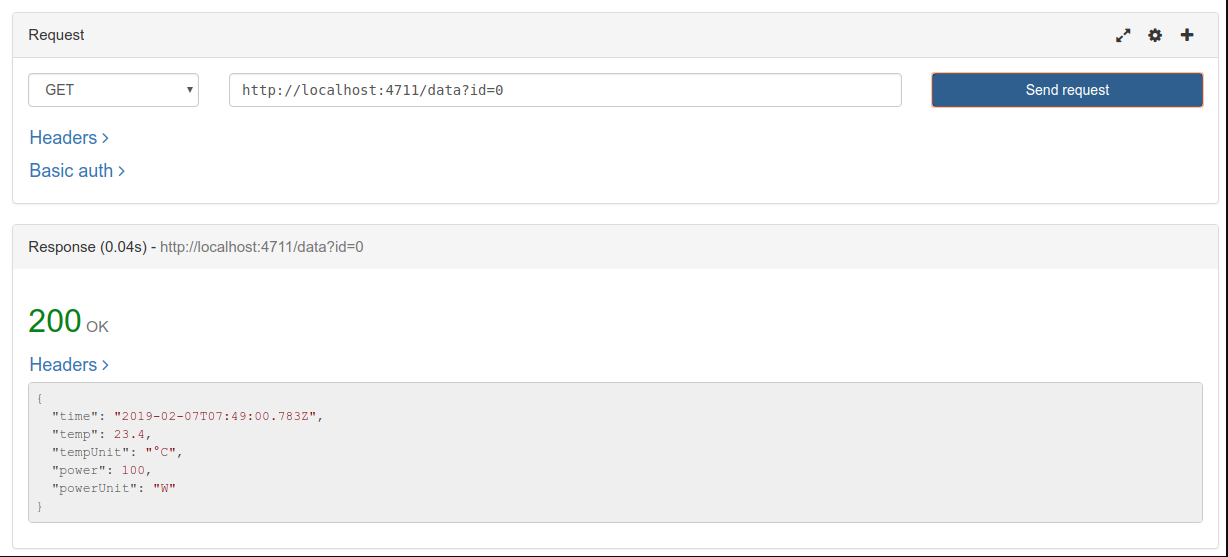 Request
GET
http://localhost:4711/data?id=0
Send request
Headers
Basic auth
Response (0.04s) - http://localhost:4711/data?id=0
200 OK
Headers
{
  "time": "2019-02-07T07:49:00.783Z",
  "temp": 23.4,
  "tempUnit": "°C",
  "power": 100,
  "powerUnit": "W"
}